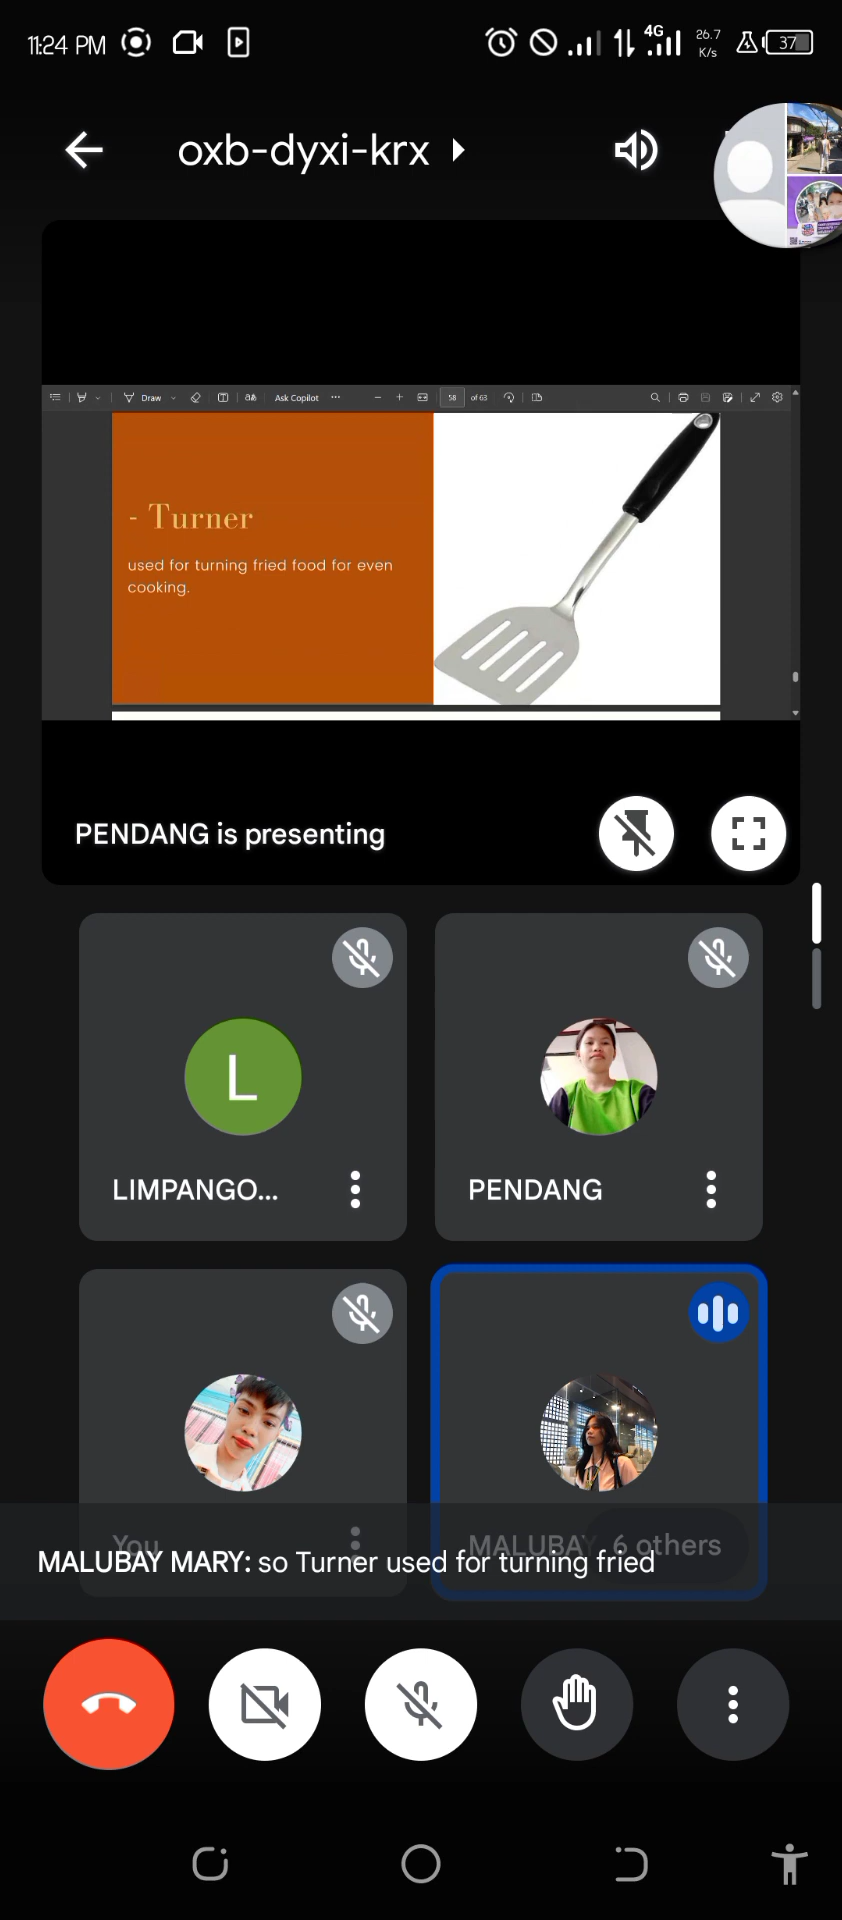 11:24 PM 4G 26.7 K/s 37
oxb-dyxi-krx
Draw Ask Copilot 58 of 63
- Turner
used for turning fried food for even
cooking.
PENDANG is presenting
L
LIMPANGO...
PENDANG
You
MALUBAY
6 others
MALUBAY MARY: so Turner used for turning fried